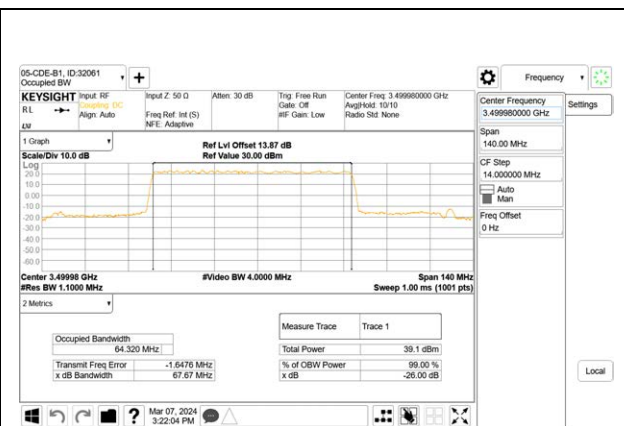 05-CDE-B1, ID:32061
Occupied BW
Frequency
KEYSIGHT Input: RF Input Z: 50 Ω Atten: 30 dB Trig: Free Run Center Freq: 3.499980000 GHz
RL Coupling: DC Gate: Off Avg|Hold: 10/10
Align: Auto Freq Ref: Int (S) #IF Gain: Low Radio Std: None
NFE: Adaptive
Center Frequency
3.499980000 GHz
Settings
Span
140.00 MHz
CF Step
14.000000 MHz
Auto
Man
Freq Offset
0 Hz
Local
1 Graph
Scale/Div 10.0 dB
Ref Lvl Offset 13.87 dB
Ref Value 30.00 dBm
Log
20.0
10.0
0.00
-10.0
-20.0
-30.0
-40.0
-50.0
-60.0
Center 3.49998 GHz #Video BW 4.0000 MHz Span 140 MHz
#Res BW 1.1000 MHz Sweep 1.00 ms (1001 pts)
2 Metrics
Measure Trace Trace 1
Occupied Bandwidth
64.320 MHz Total Power 39.1 dBm
Transmit Freq Error -1.6476 MHz % of OBW Power 99.00 %
x dB Bandwidth 67.67 MHz x dB -26.00 dB
? Mar 07, 2024
3:22:04 PM